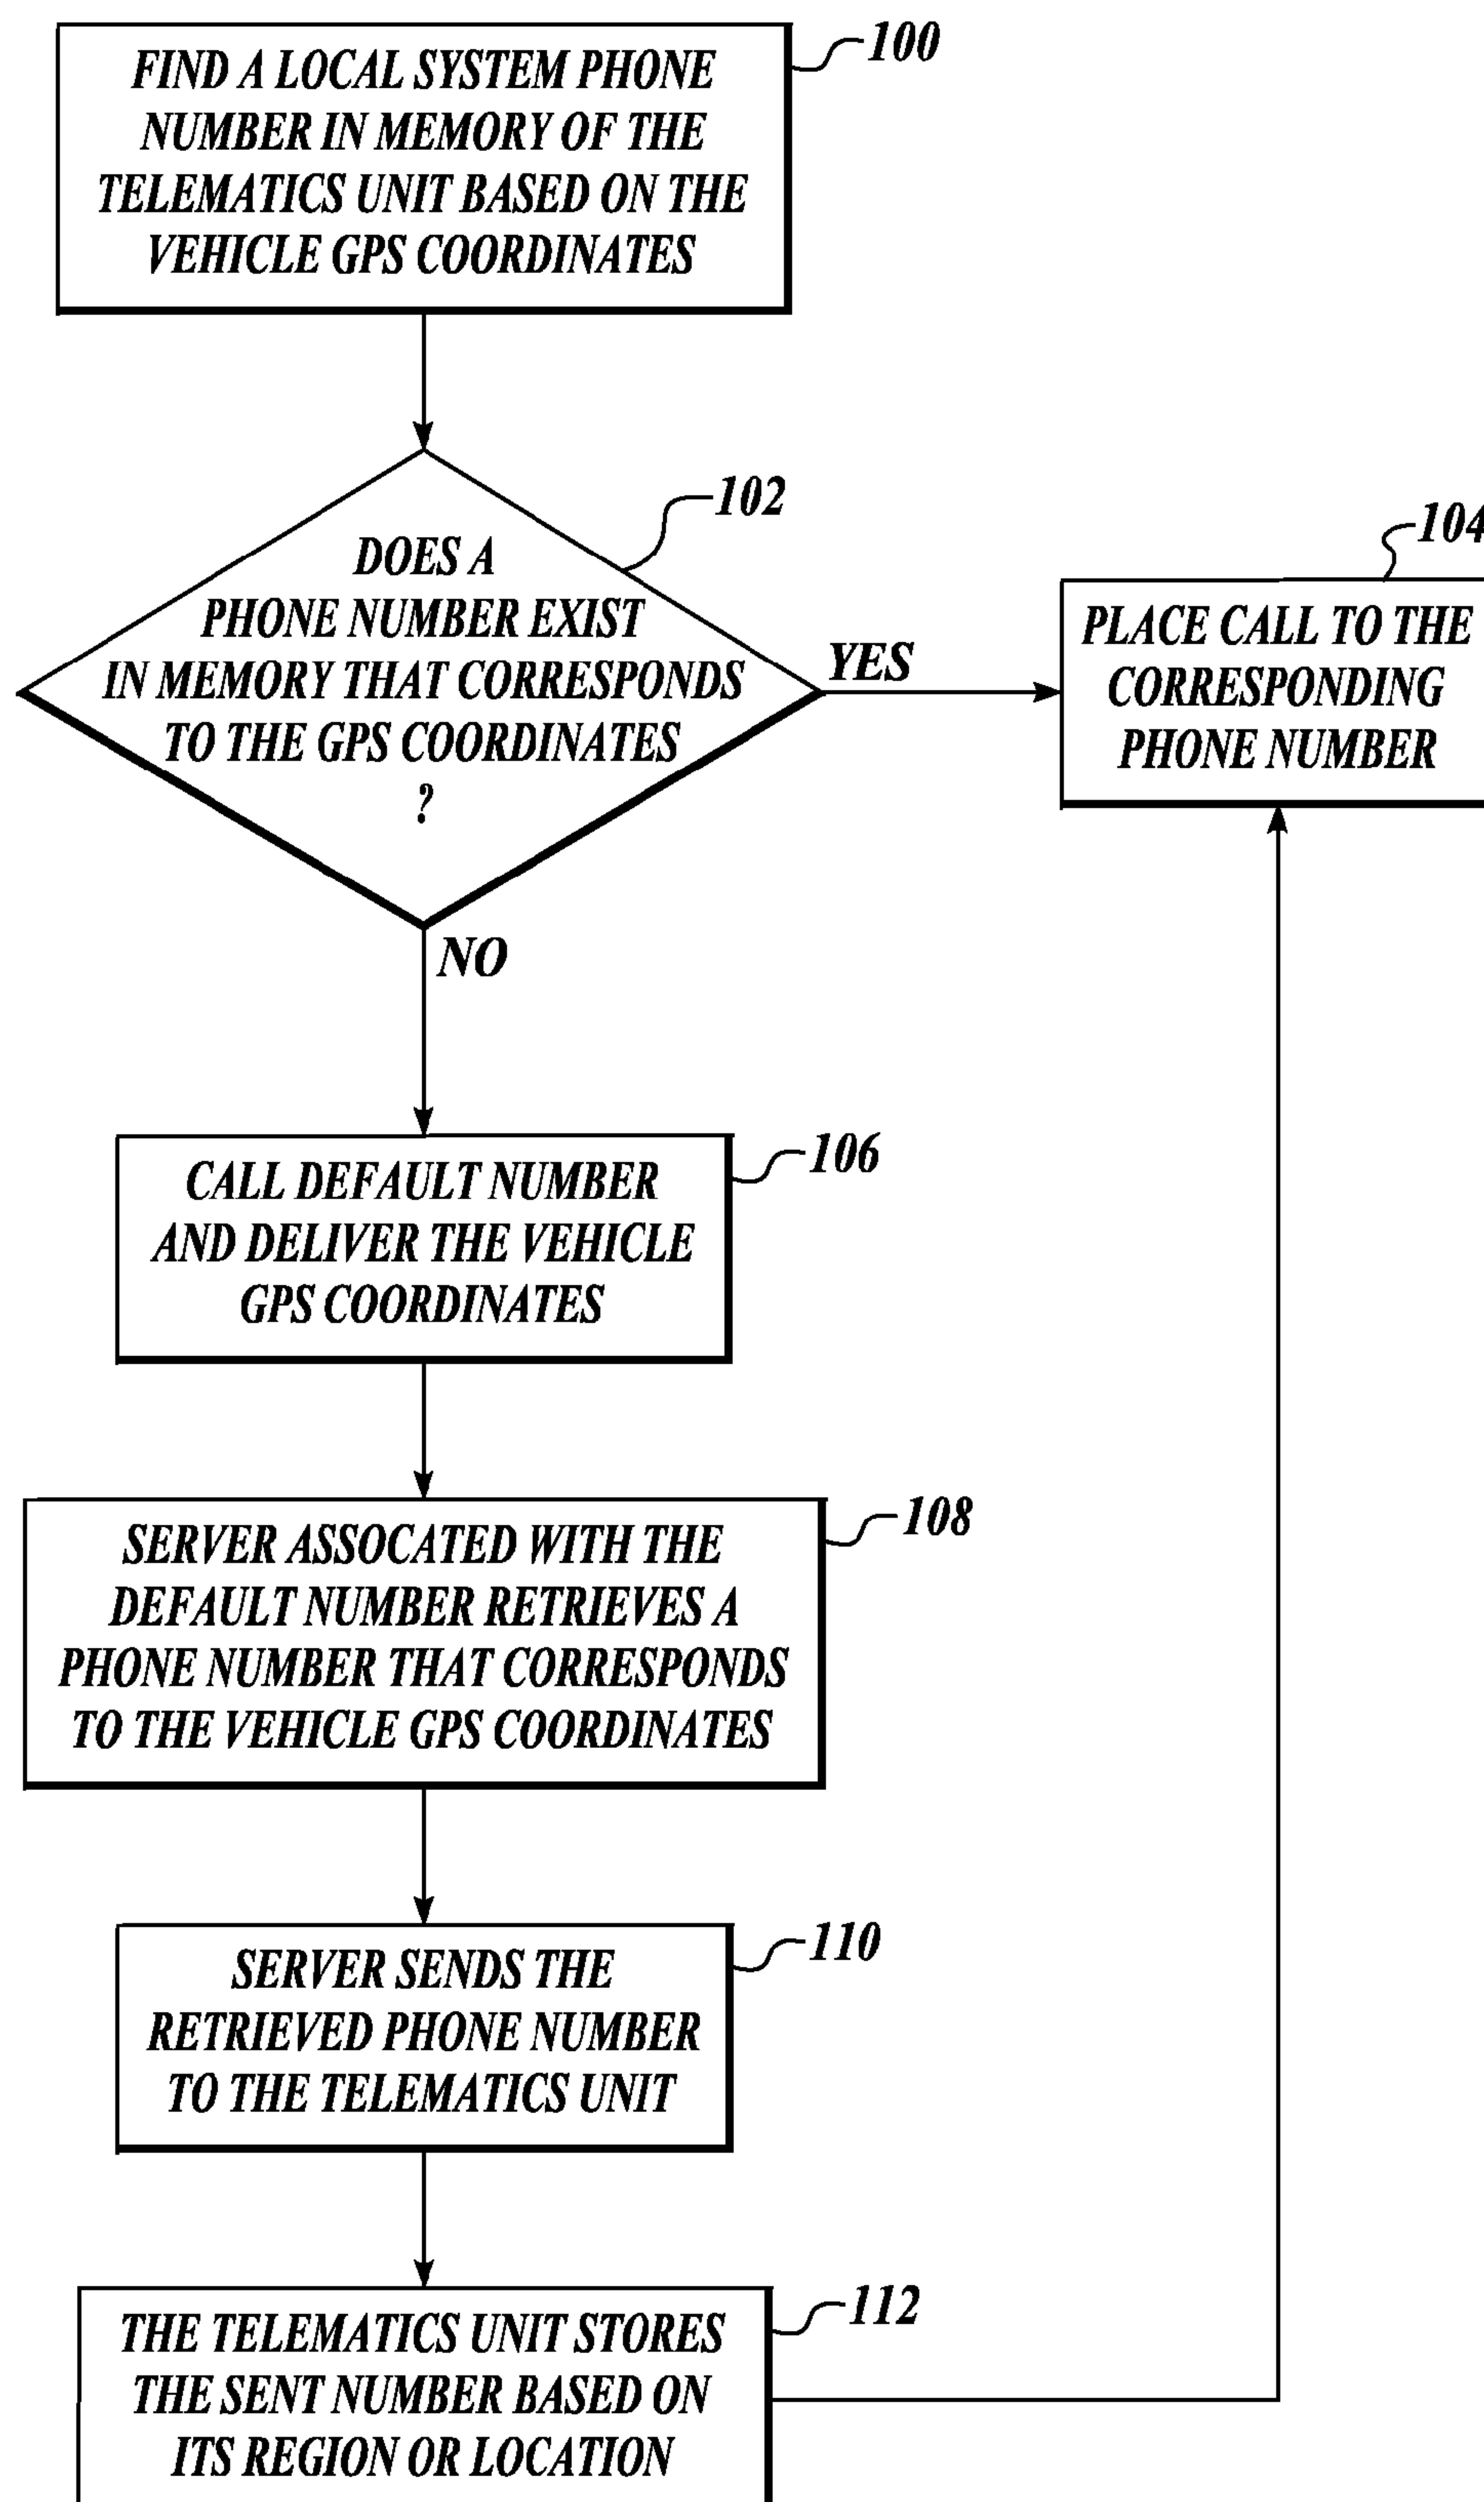 FIND A LOCAL SYSTEM PHONE
NUMBER IN MEMORY OF THE
TELEMATICS UNIT BASED ON THE
VEHICLE GPS COORDINATES
100
DOES A
PHONE NUMBER EXIST
IN MEMORY THAT CORRESPONDS
TO THE GPS COORDINATES
?
102
YES
104
PLACE CALL TO THE
CORRESPONDING
PHONE NUMBER
NO
CALL DEFAULT NUMBER
AND DELIVER THE VEHICLE
GPS COORDINATES
106
SERVER ASSOCATED WITH THE
DEFAULT NUMBER RETRIEVES A
PHONE NUMBER THAT CORRESPONDS
TO THE VEHICLE GPS COORDINATES
108
SERVER SENDS THE
RETRIEVED PHONE NUMBER
TO THE TELEMATICS UNIT
110
THE TELEMATICS UNIT STORES
THE SENT NUMBER BASED ON
ITS REGION OR LOCATION
112